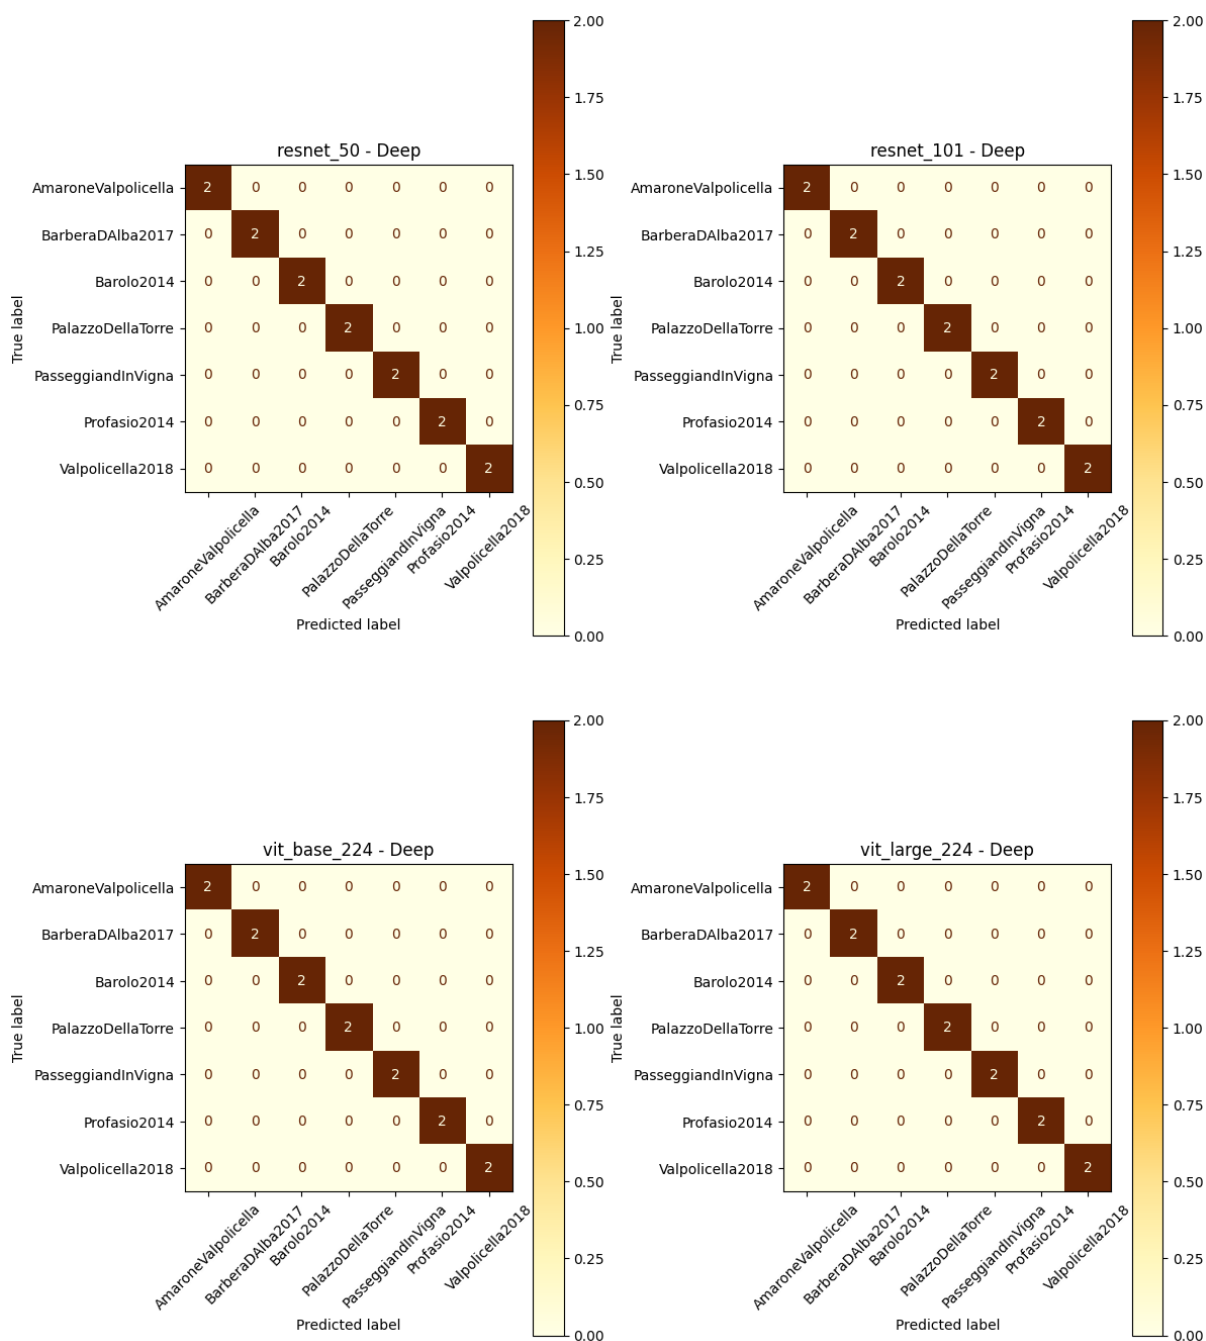 resnet_50 - Deep
True label
AmaroneValpolicella 2 0 0 0 0 0 0
BarberaDAlba2017 0 2 0 0 0 0 0
Barolo2014 0 0 2 0 0 0 0
PalazzoDellaTorre 0 0 0 2 0 0 0
PasseggiandInVigna 0 0 0 0 2 0 0
Profasio2014 0 0 0 0 0 2 0
Valpolicella2018 0 0 0 0 0 0 2
AmaroneValpolicella
BarberaDAlba2017
Barolo2014
PalazzoDellaTorre
PasseggiandInVigna
Profasio2014
Valpolicella2018
Predicted label
2.00
1.75
1.50
1.25
1.00
0.75
0.50
0.25
0.00
resnet_101 - Deep
True label
AmaroneValpolicella 2 0 0 0 0 0 0
BarberaDAlba2017 0 2 0 0 0 0 0
Barolo2014 0 0 2 0 0 0 0
PalazzoDellaTorre 0 0 0 2 0 0 0
PasseggiandInVigna 0 0 0 0 2 0 0
Profasio2014 0 0 0 0 0 2 0
Valpolicella2018 0 0 0 0 0 0 2
AmaroneValpolicella
BarberaDAlba2017
Barolo2014
PalazzoDellaTorre
PasseggiandInVigna
Profasio2014
Valpolicella2018
Predicted label
2.00
1.75
1.50
1.25
1.00
0.75
0.50
0.25
0.00
vit_base_224 - Deep
True label
AmaroneValpolicella 2 0 0 0 0 0 0
BarberaDAlba2017 0 2 0 0 0 0 0
Barolo2014 0 0 2 0 0 0 0
PalazzoDellaTorre 0 0 0 2 0 0 0
PasseggiandInVigna 0 0 0 0 2 0 0
Profasio2014 0 0 0 0 0 2 0
Valpolicella2018 0 0 0 0 0 0 2
AmaroneValpolicella
BarberaDAlba2017
Barolo2014
PalazzoDellaTorre
PasseggiandInVigna
Profasio2014
Valpolicella2018
Predicted label
2.00
1.75
1.50
1.25
1.00
0.75
0.50
0.25
0.00
vit_large_224 - Deep
True label
AmaroneValpolicella 2 0 0 0 0 0 0
BarberaDAlba2017 0 2 0 0 0 0 0
Barolo2014 0 0 2 0 0 0 0
PalazzoDellaTorre 0 0 0 2 0 0 0
PasseggiandInVigna 0 0 0 0 2 0 0
Profasio2014 0 0 0 0 0 2 0
Valpolicella2018 0 0 0 0 0 0 2
AmaroneValpolicella
BarberaDAlba2017
Barolo2014
PalazzoDellaTorre
PasseggiandInVigna
Profasio2014
Valpolicella2018
Predicted label
2.00
1.75
1.50
1.25
1.00
0.75
0.50
0.25
0.00